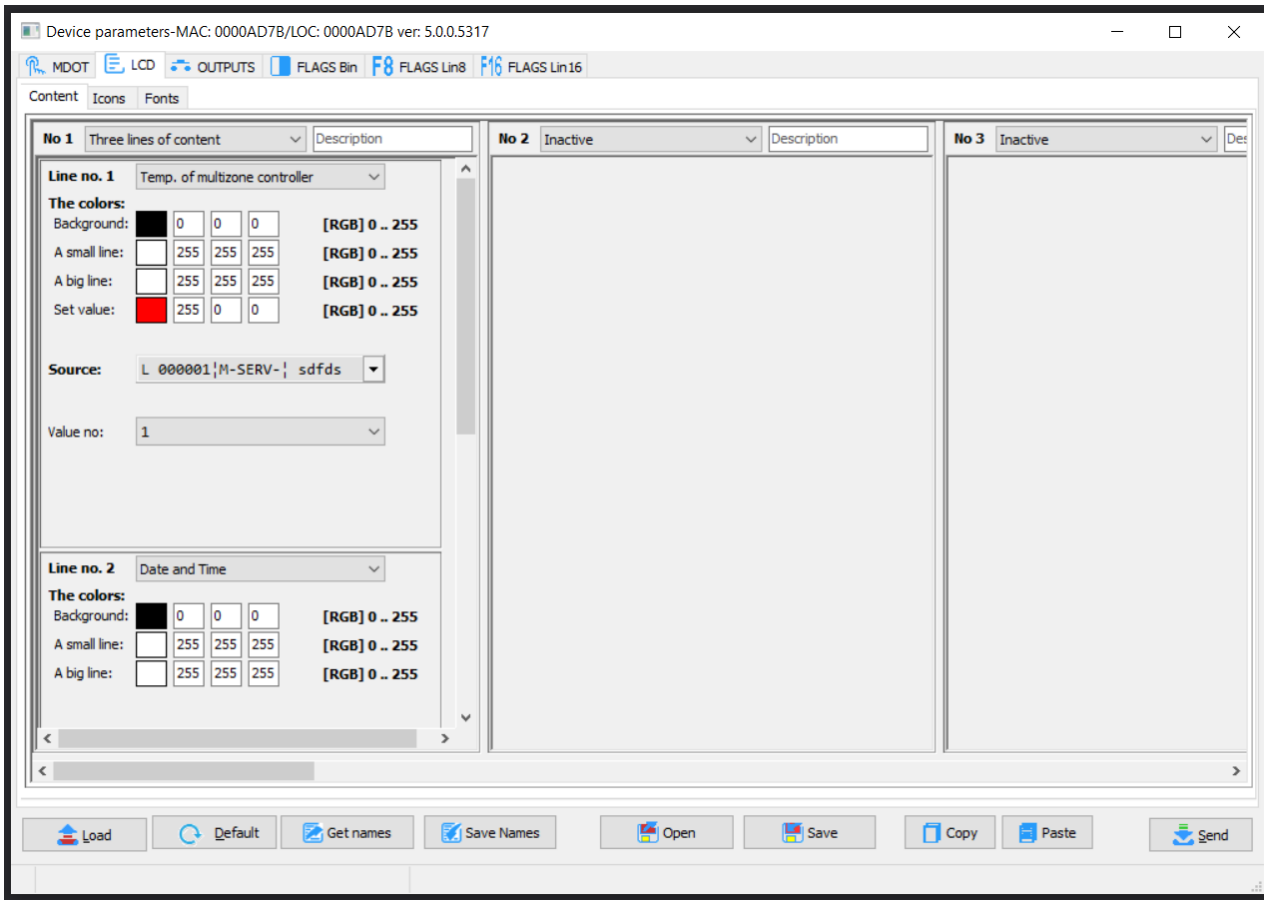 Device parameters-MAC: 0000AD7B/LOC: 0000AD7B ver: 5.0.0.5317
MDOT LCD OUTPUTS FLAGS Bin F8 FLAGS Lin8 F16 FLAGS Lin16
Content Icons Fonts
No 1 Three lines of content Description No 2 Inactive Description No 3 Inactive Des
Line no. 1 Temp. of multizone controller
The colors:
Background: 0 0 0 [RGB] 0 .. 255
A small line: 255 255 255 [RGB] 0 .. 255
A big line: 255 255 255 [RGB] 0 .. 255
Set value: 255 0 0 [RGB] 0 .. 255
Source: L 000001¦M-SERV-¦ sdfds
Value no: 1
Line no. 2 Date and Time
The colors:
Background: 0 0 0 [RGB] 0 .. 255
A small line: 255 255 255 [RGB] 0 .. 255
A big line: 255 255 255 [RGB] 0 .. 255
Load Default Get names Save Names Open Save Copy Paste Send